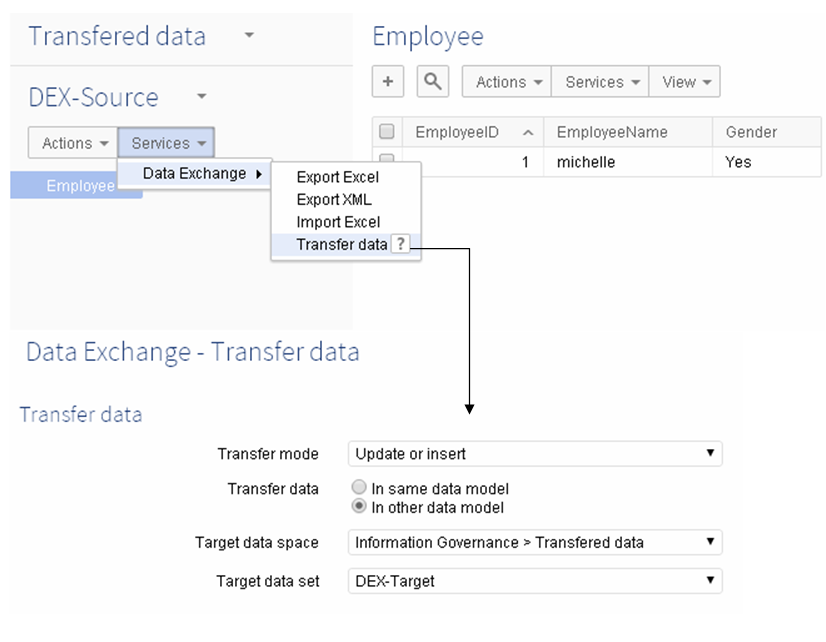 Transfered data
DEX-Source
Actions Services
Employee
Data Exchange
Export Excel
Export XML
Import Excel
Transfer data ?
Employee
+ Actions Services View
EmployeeID EmployeeName Gender
1 michelle Yes
Data Exchange - Transfer data
Transfer data
Transfer mode Update or insert
Transfer data In same data model
In other data model
Target data space Information Governance > Transfered data
Target data set DEX-Target